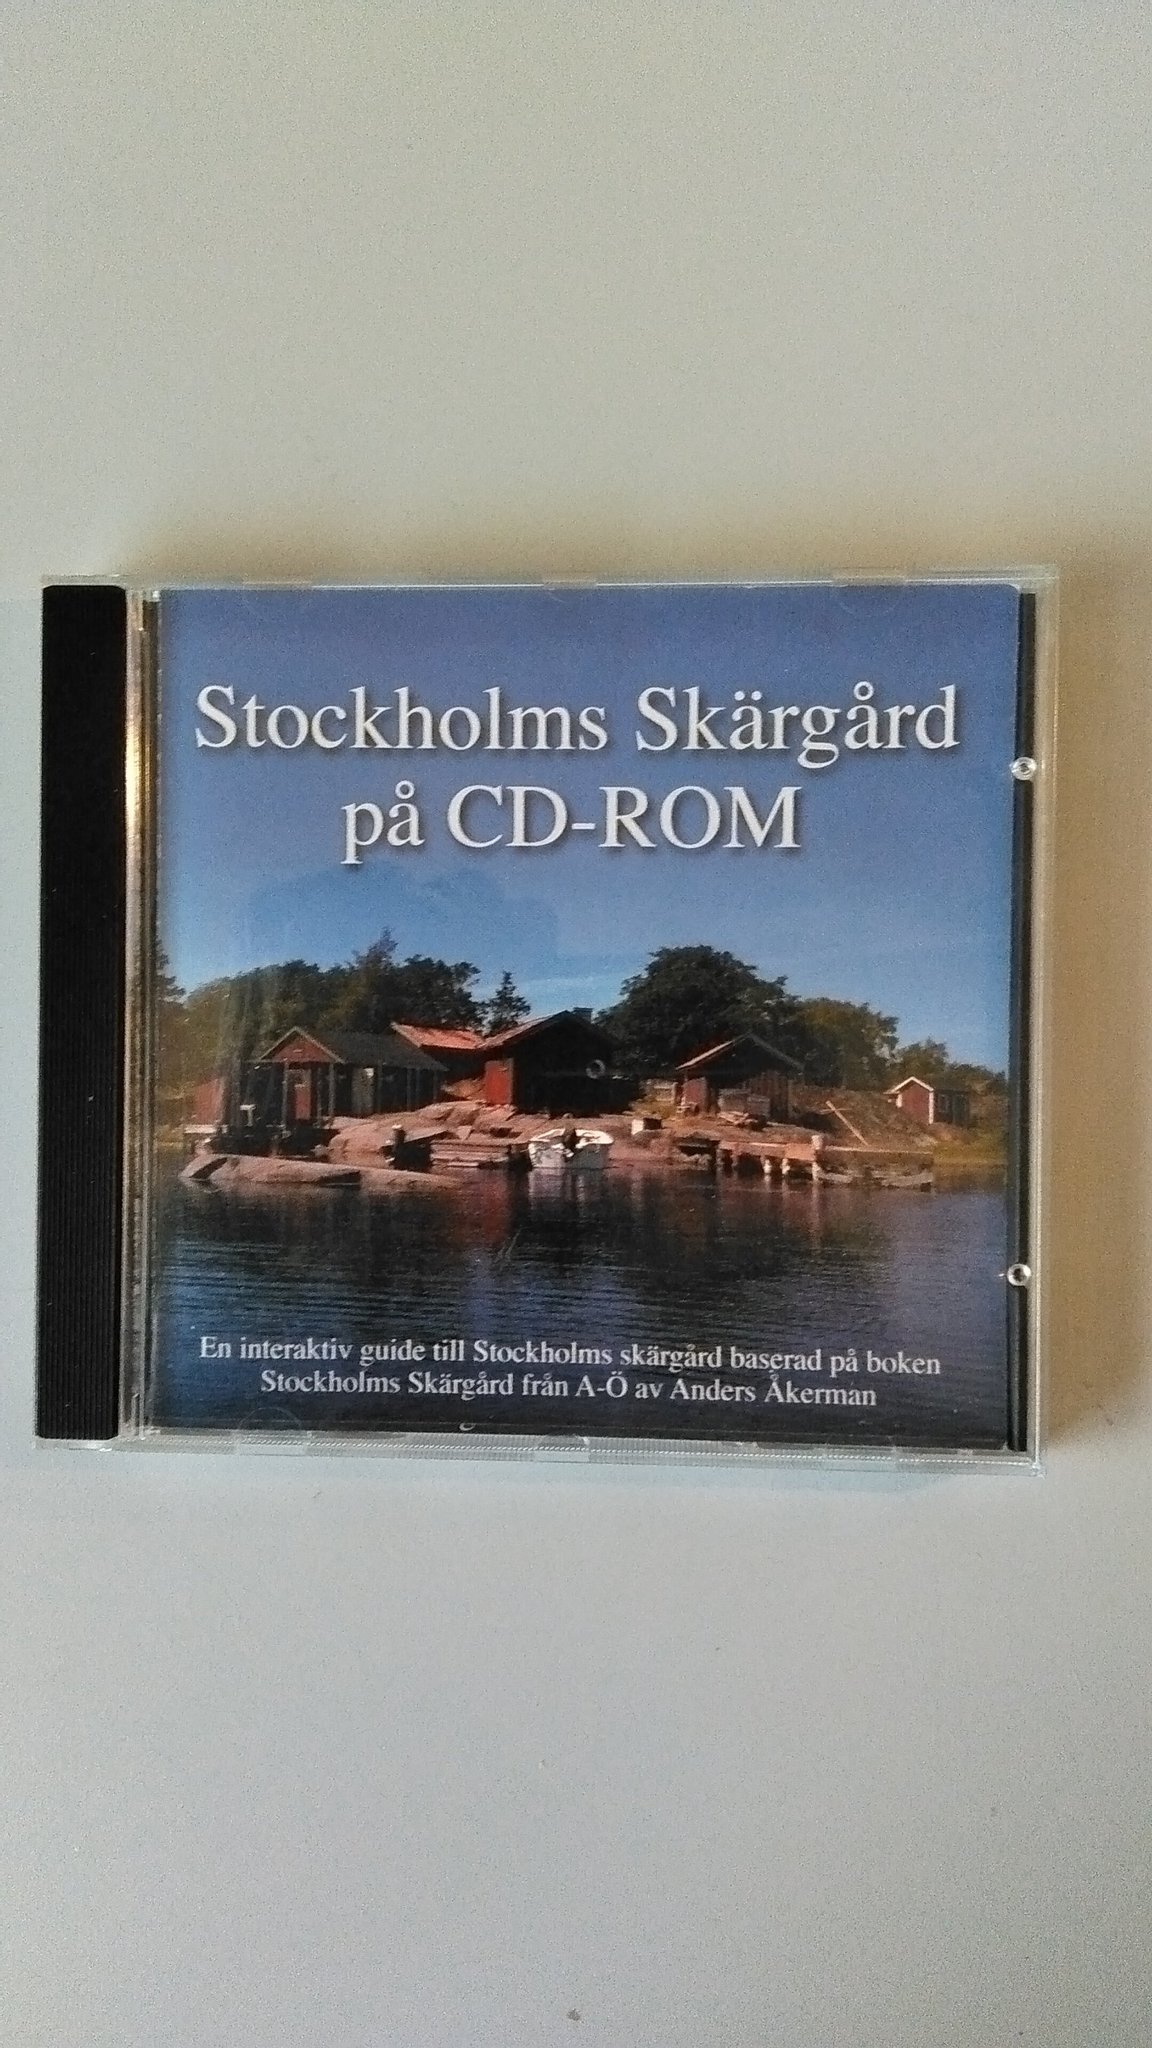 Stockholms Skärgård
på CD-ROM
En interaktiv guide till Stockholms skärgård baserad på boken
Stockholms Skärgård från A-Ö av Anders Åkerman